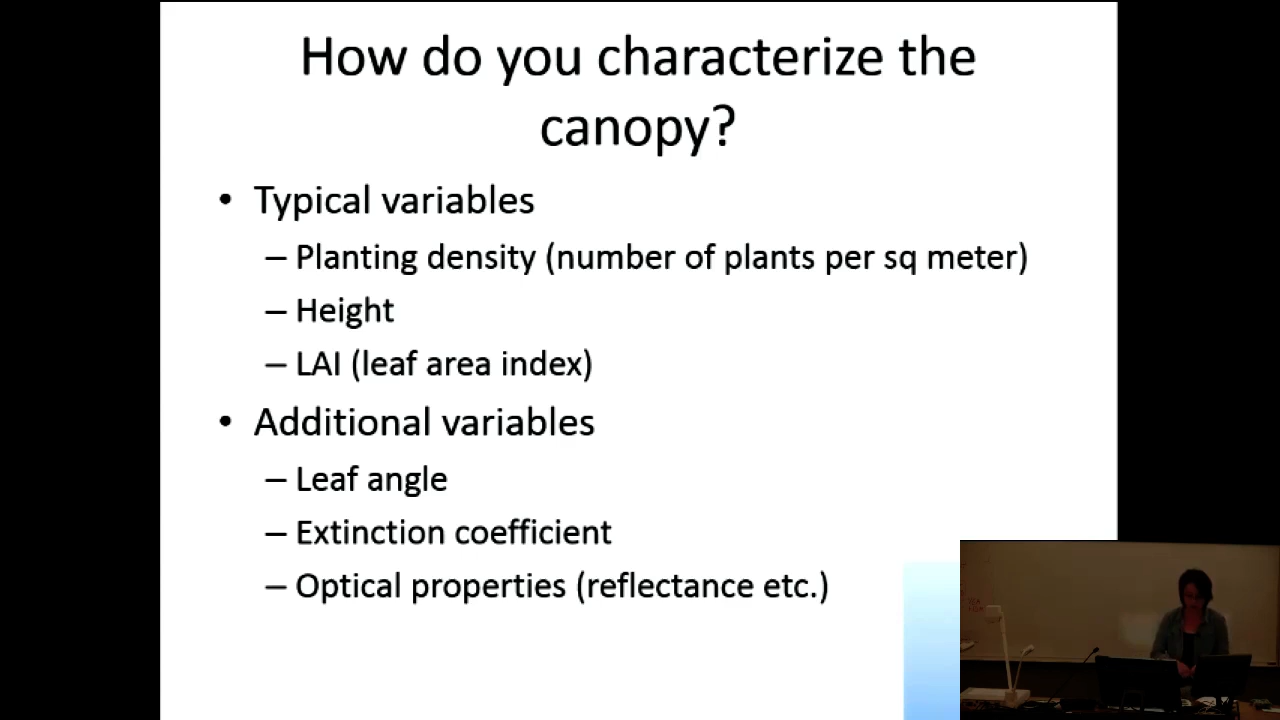 How do you characterize the
canopy?
• Typical variables
– Planting density (number of plants per sq meter)
– Height
– LAI (leaf area index)
• Additional variables
– Leaf angle
– Extinction coefficient
– Optical properties (reflectance etc.)